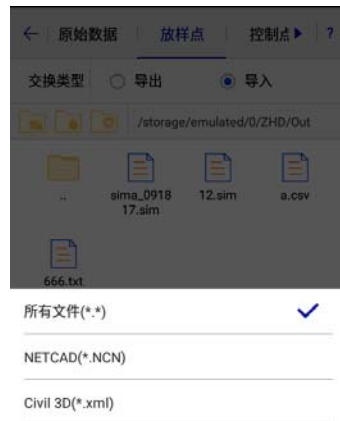 ← 原始数据 放样点 控制点▶ ?
交换类型 导出 导入
/storage/emulated/0/ZHD/Out
.. sima_0918 12.sim a.csv
17.sim
666.txt
所有文件(*.*)
NETCAD(*.NCN)
Civil 3D(*.xml)